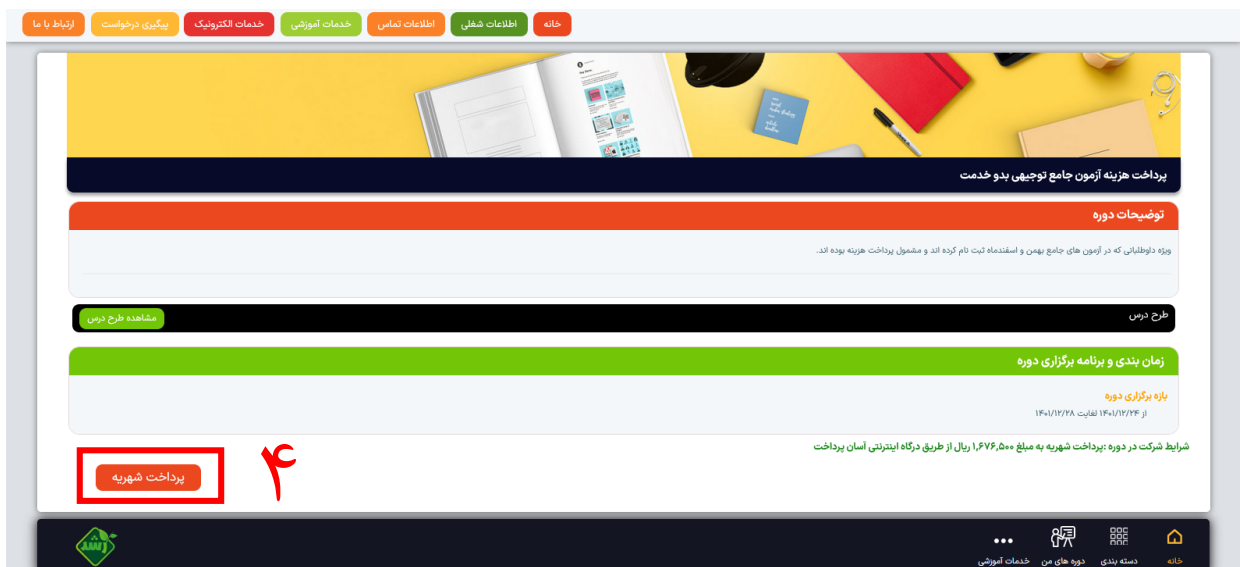 خانه اطلاعات شغلی اطلاعات تماس خدمات آموزشی خدمات الکترونیک پیگیری درخواست ارتباط با ما
پرداخت هزینه آزمون جامع توجیهی بدو خدمت
توضیحات دوره
ویژه داوطلبانی که در آزمون های جامع بهمن و اسفندماه ثبت نام کرده اند و مشمول پرداخت هزینه بوده اند.
طرح درس
مشاهده طرح درس
زمان بندی و برنامه برگزاری دوره
بازه برگزاری دوره
از ۱۴۰۱/۱۲/۲۴ لغایت ۱۴۰۱/۱۲/۲۸
شرایط شرکت در دوره :پرداخت شهریه به مبلغ ۱,۶۷۶,۵۰۰ ریال از طریق درگاه اینترنتی آسان پرداخت
۴
پرداخت شهریه
خانه دسته بندی دوره های من خدمات آموزشی
رشد